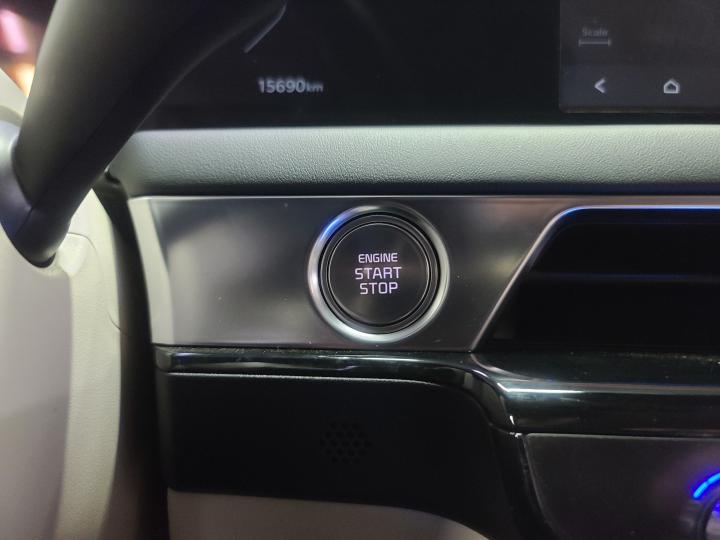 Scale
15690km
ENGINE
START
STOP